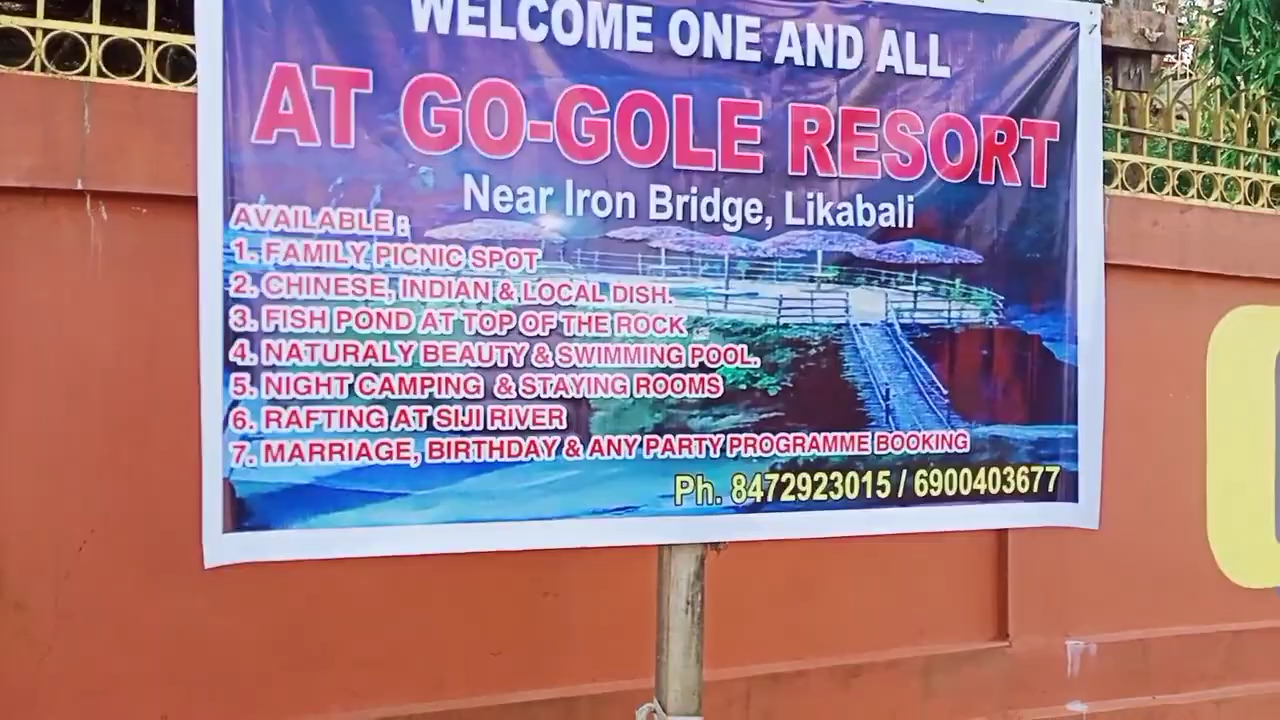 WELCOME ONE AND ALL
AT GO-GOLE RESORT
Near Iron Bridge, Likabali
AVAILABLE :
1. FAMILY PICNIC SPOT
2. CHINESE, INDIAN & LOCAL DISH.
3. FISH POND AT TOP OF THE ROCK
4. NATURALY BEAUTY & SWIMMING POOL.
5. NIGHT CAMPING & STAYING ROOMS
6. RAFTING AT SIJI RIVER
7. MARRIAGE, BIRTHDAY & ANY PARTY PROGRAMME BOOKING
Ph. 8472923015 / 6900403677